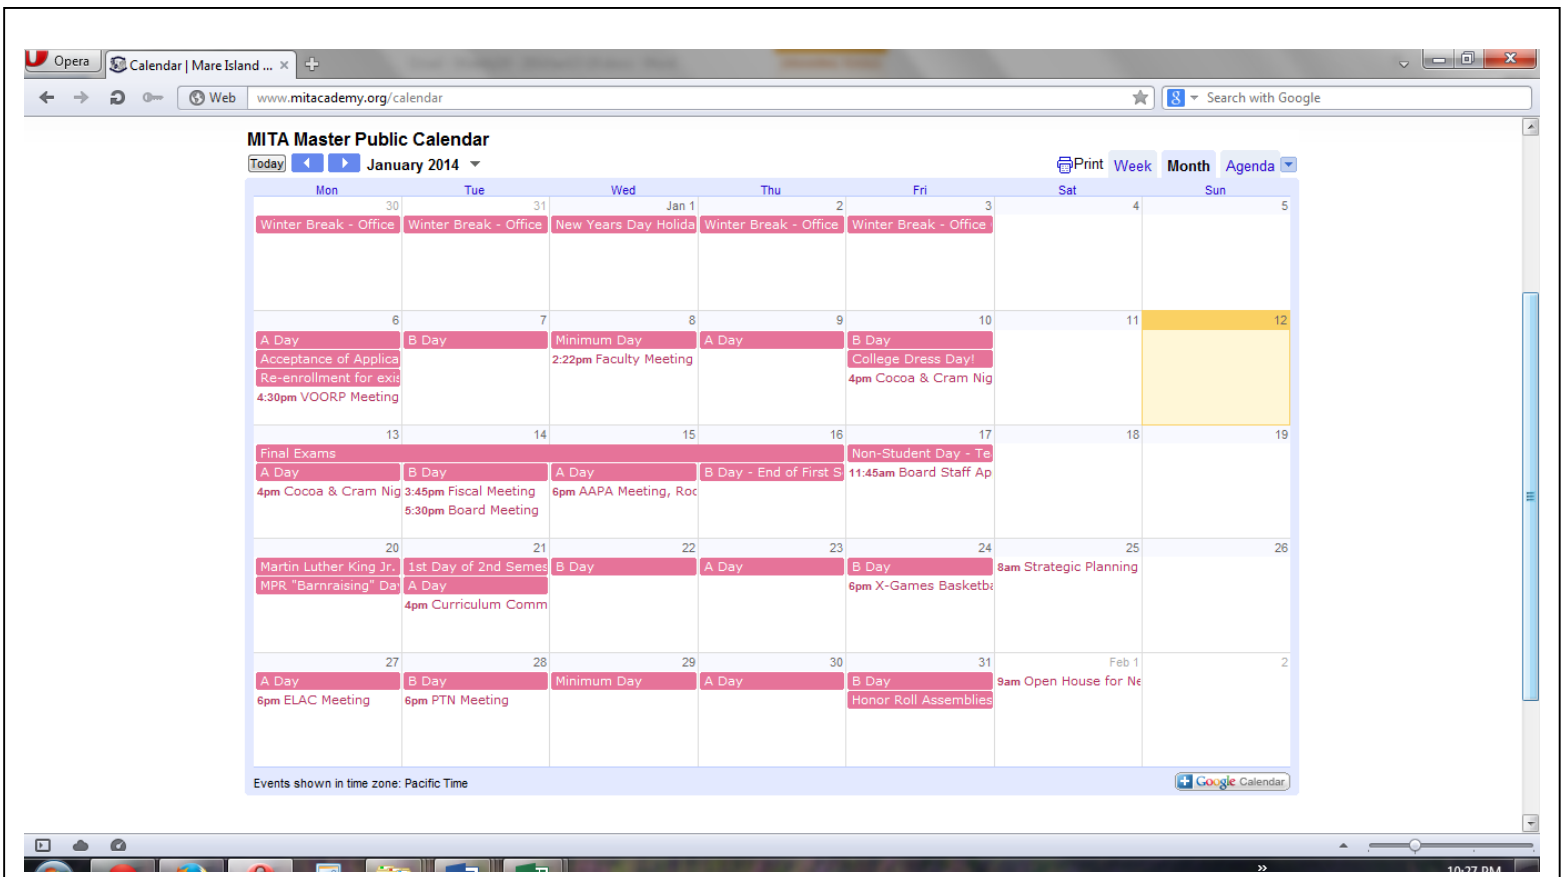 Opera
Calendar | Mare Island ... ×
Web
www.mitacademy.org/calendar
8
Search with Google
MITA Master Public Calendar
Today
January 2014
Print Week Month Agenda
Mon Tue Wed Thu Fri Sat Sun
30 31 Jan 1 2 3 4 5
Winter Break - Office Winter Break - Office New Years Day Holida Winter Break - Office Winter Break - Office
6 7 8 9 10 11 12
A Day B Day Minimum Day A Day B Day
Acceptance of Applica 2:22pm Faculty Meeting College Dress Day!
Re-enrollment for exis 4pm Cocoa & Cram Nig
4:30pm VOORP Meeting
13 14 15 16 17 18 19
Final Exams Non-Student Day - Te
A Day B Day A Day B Day - End of First S 11:45am Board Staff Ap
4pm Cocoa & Cram Nig 3:45pm Fiscal Meeting 6pm AAPA Meeting, Roo
5:30pm Board Meeting
20 21 22 23 24 25 26
Martin Luther King Jr. 1st Day of 2nd Semes B Day A Day B Day 8am Strategic Planning
MPR "Barnraising" Da A Day 6pm X-Games Basketba
4pm Curriculum Comm
27 28 29 30 31 Feb 1 2
A Day B Day Minimum Day A Day B Day 9am Open House for Ne
6pm ELAC Meeting 6pm PTN Meeting Honor Roll Assemblies
Events shown in time zone: Pacific Time
Google Calendar
10:27 PM